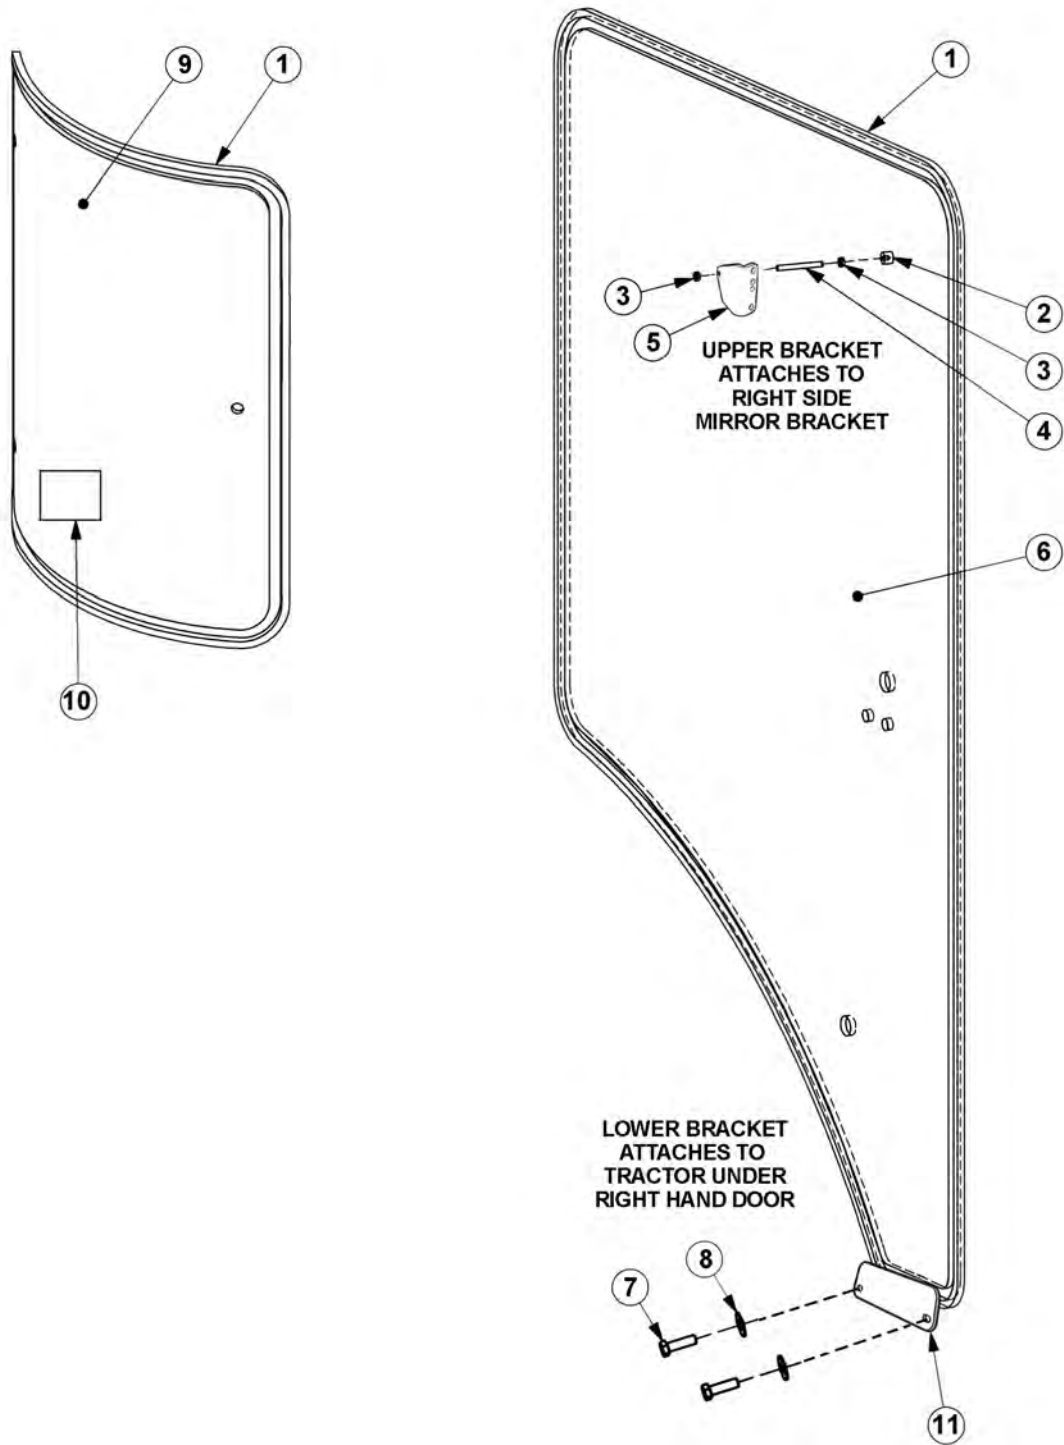 9
1
1
3
2
5
3
UPPER BRACKET
ATTACHES TO
RIGHT SIDE
MIRROR BRACKET
4
6
10
LOWER BRACKET
ATTACHES TO
TRACTOR UNDER
RIGHT HAND DOOR
8
7
11